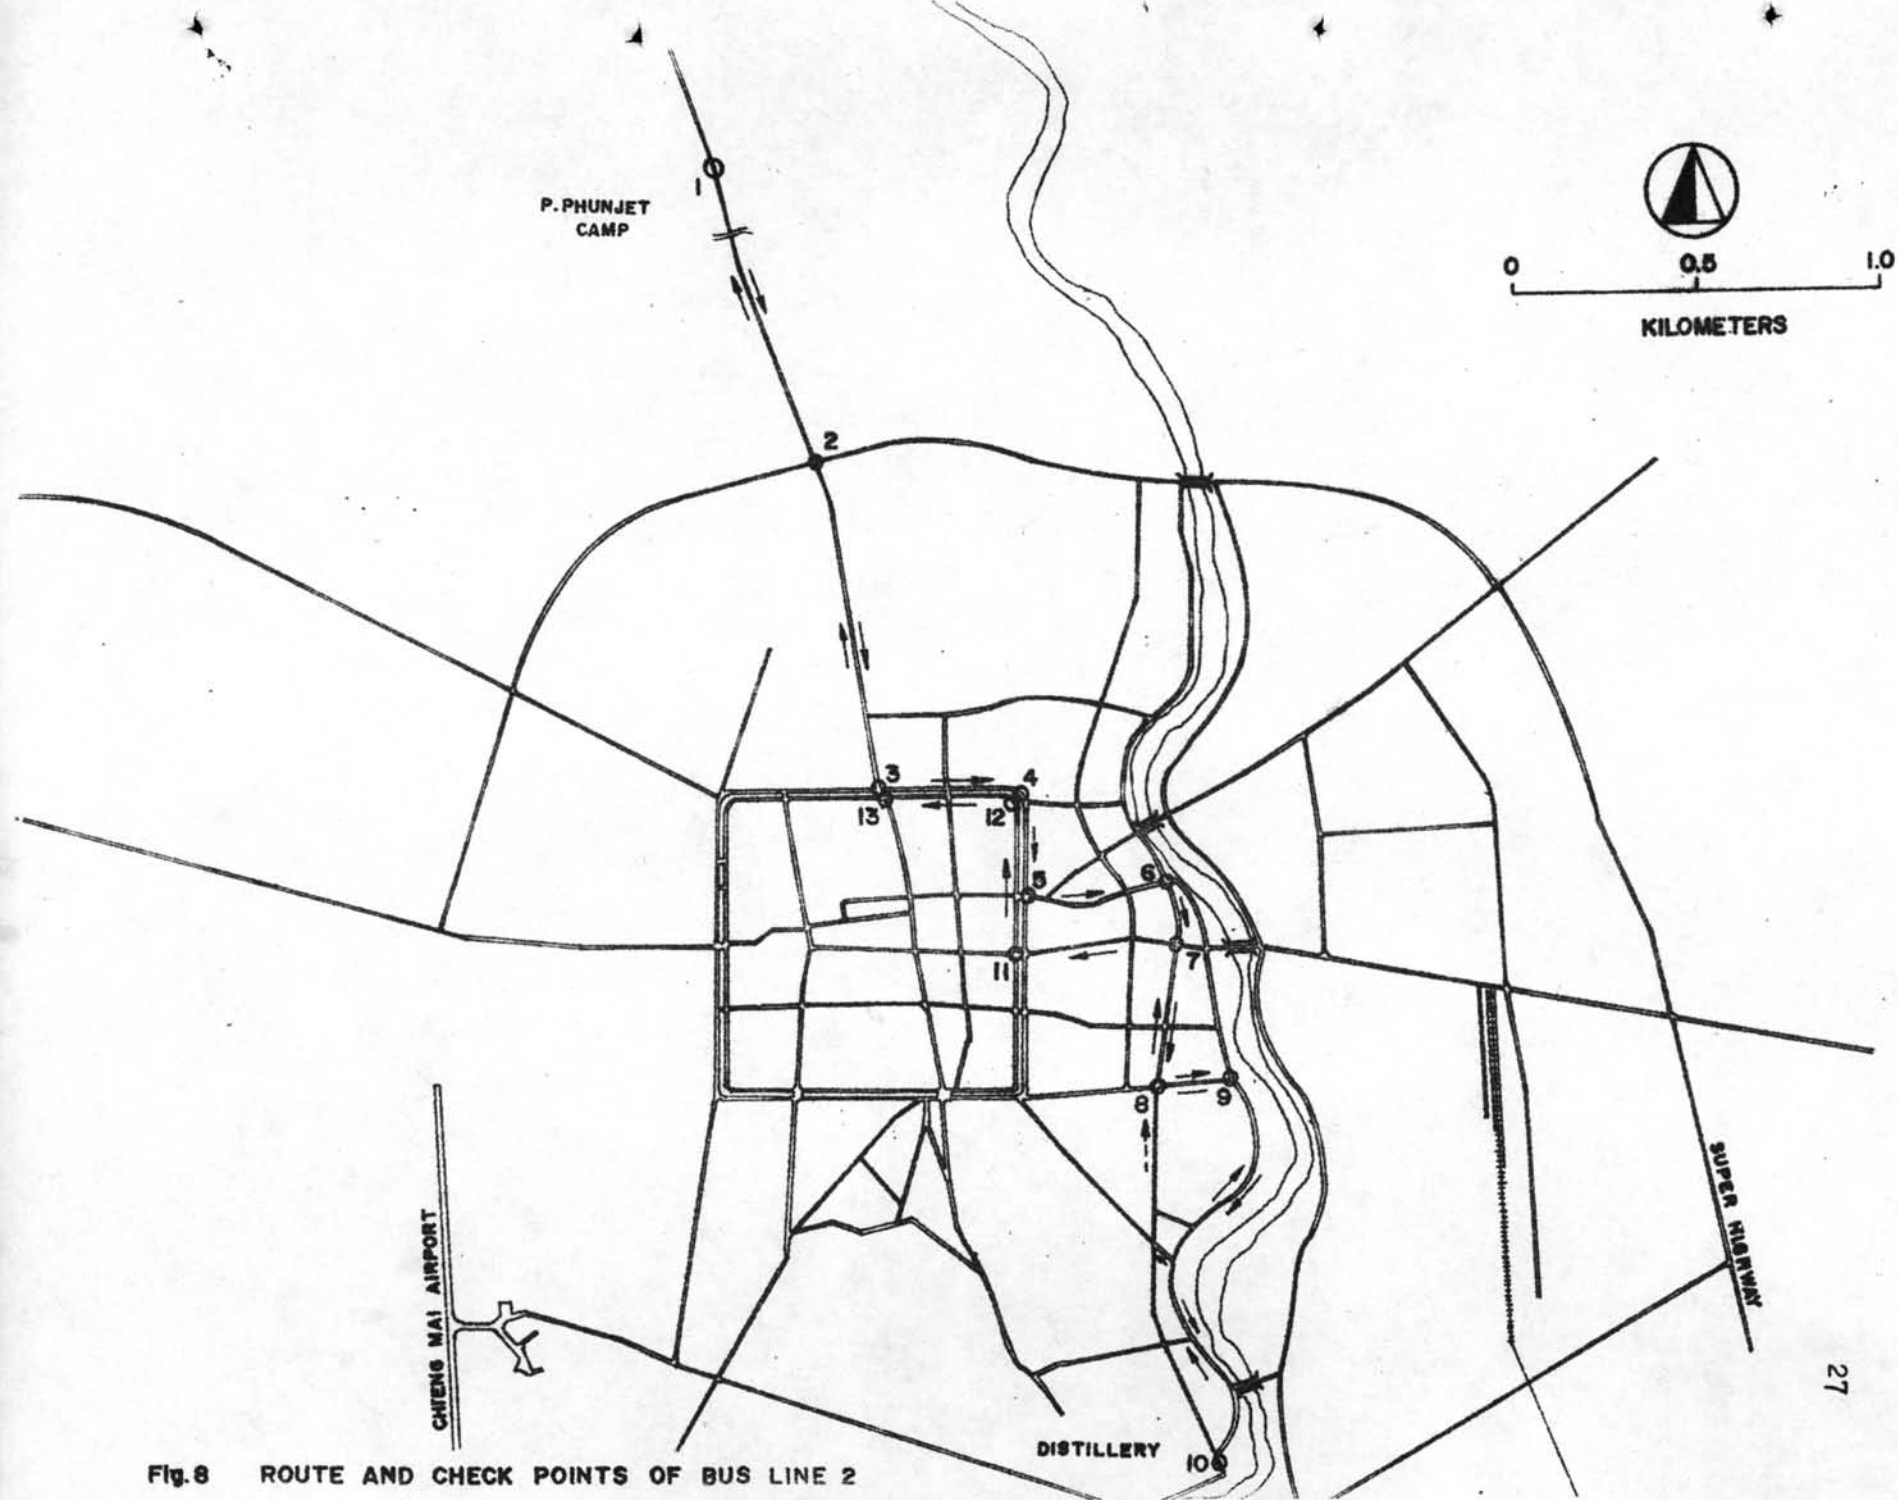 1
P.PHUNJET
CAMP
0 0.5 1.0
KILOMETERS
2
3
4
13
12
5
6
11
7
8
9
SUPER HIGHWAY
CHIENG MAI AIRPORT
27
DISTILLERY
10
Fig.8 ROUTE AND CHECK POINTS OF BUS LINE 2